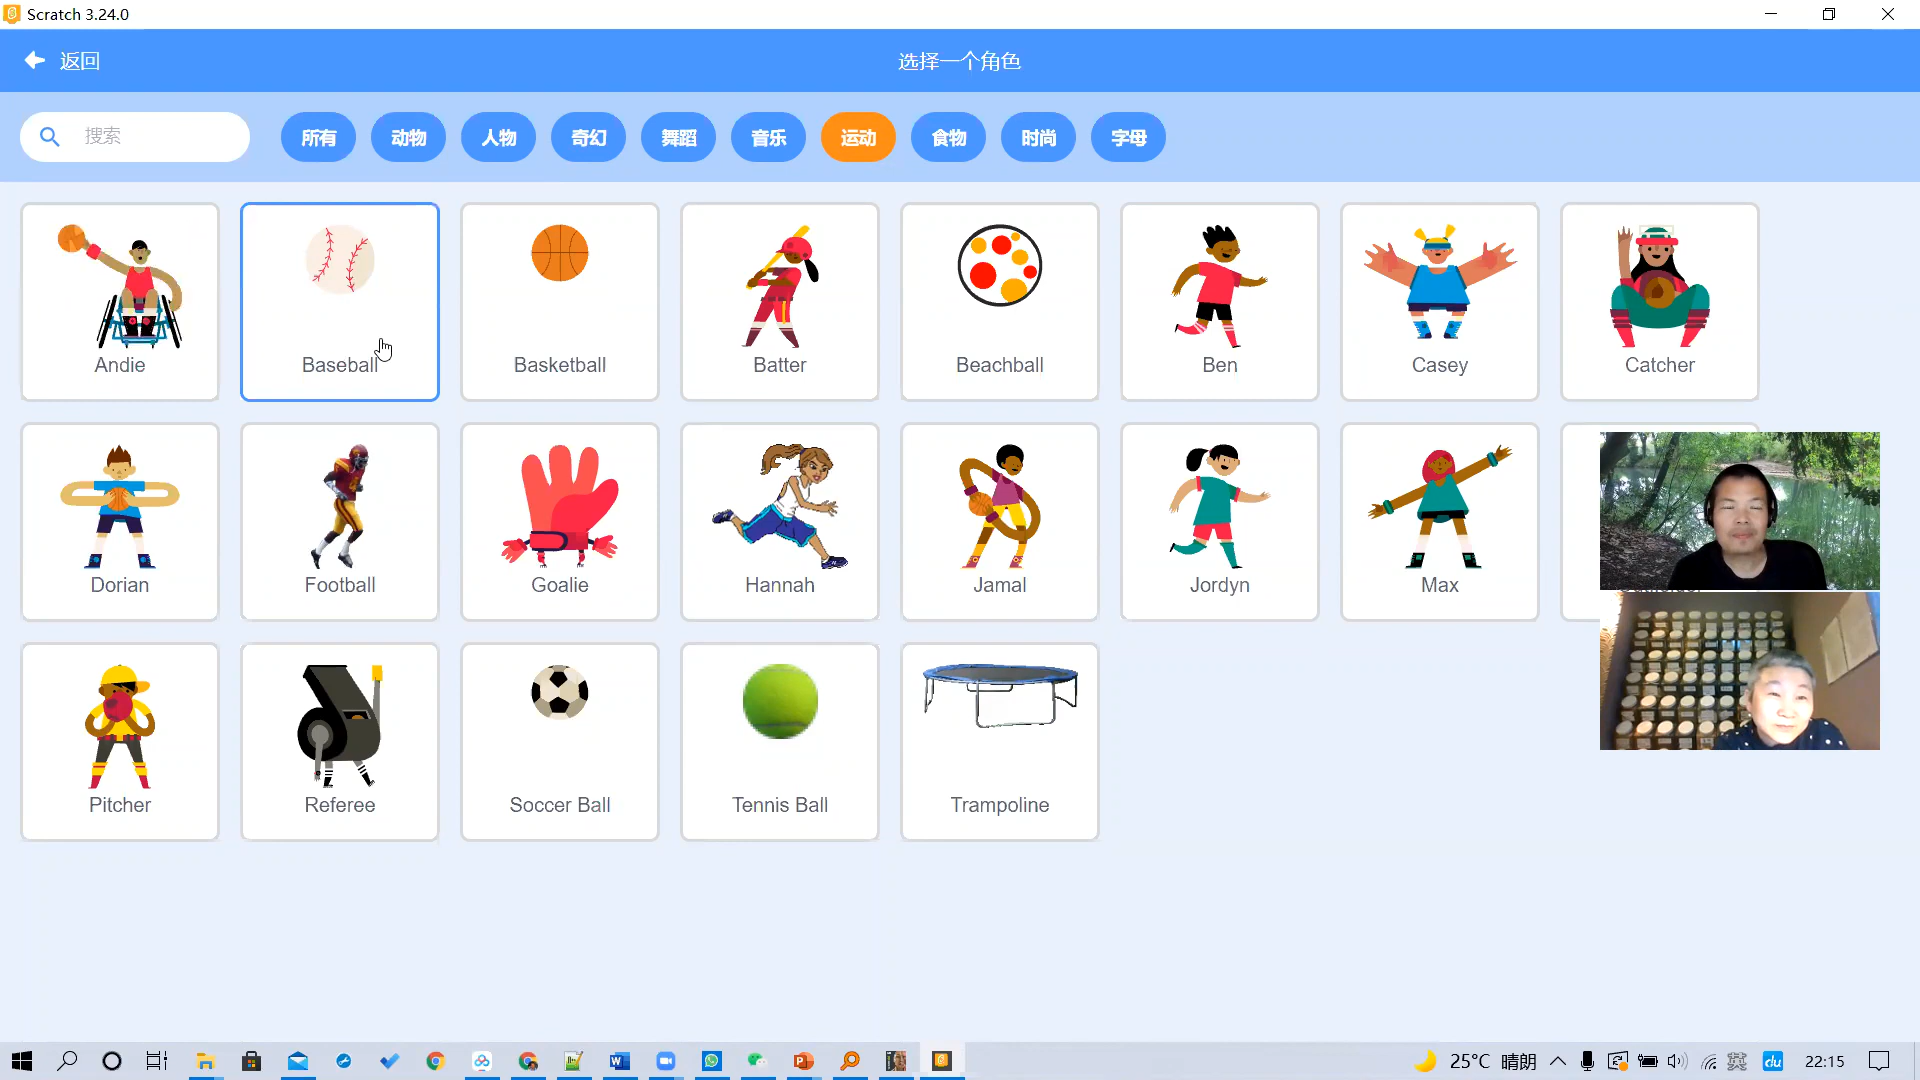 Scratch 3.24.0
返回
选择一个角色
搜索
所有 动物 人物 奇幻 舞蹈 音乐 运动 食物 时尚 字母
Andie Baseball Basketball Batter Beachball Ben Casey Catcher
Dorian Football Goalie Hannah Jamal Jordyn Max
Pitcher Referee Soccer Ball Tennis Ball Trampoline
25°C 晴朗 英 du 22:15